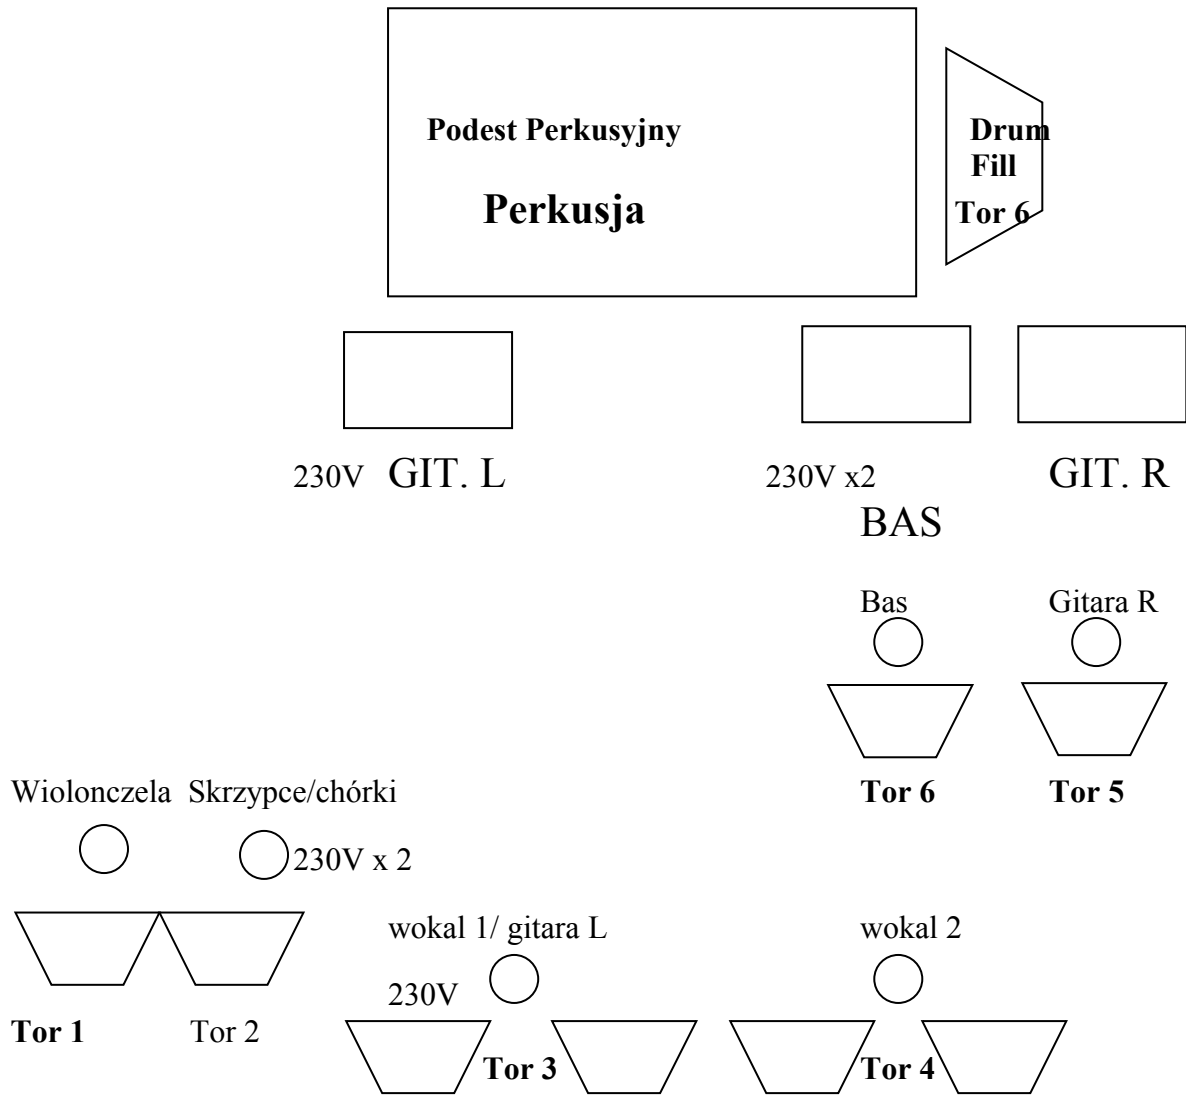 Podest Perkusyjny
Perkusja
Drum
Fill
Tor 6
230V GIT. L
230V x2
BAS
GIT. R
Bas
Gitara R
Tor 6
Tor 5
Wiolonczela Skrzypce/chórki
230V x 2
Tor 1
Tor 2
wokal 1/ gitara L
230V
Tor 3
wokal 2
Tor 4